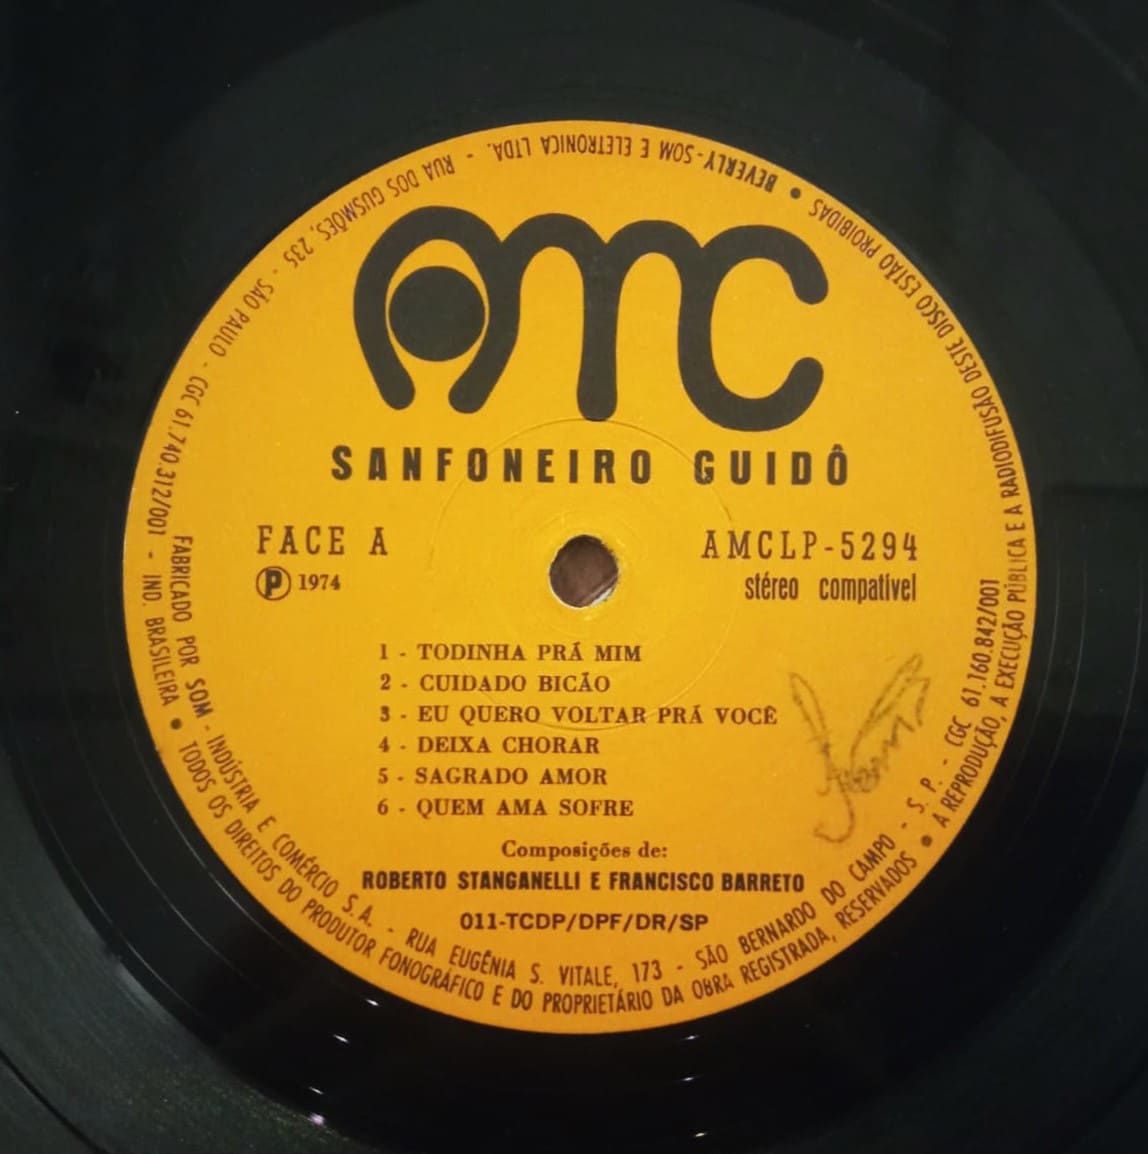 AMC
SANFONEIRO GUIDÔ
FACE A
AMCLP-5294
℗ 1974
stéreo compatível
1 - TODINHA PRÁ MIM
2 - CUIDADO BICÃO
3 - EU QUERO VOLTAR PRÁ VOCÊ
4 - DEIXA CHORAR
5 - SAGRADO AMOR
6 - QUEM AMA SOFRE
Composições de:
ROBERTO STANGANELLI E FRANCISCO BARRETO
011-TCDP/DPF/DR/SP
FABRICADO POR SOM - INDÚSTRIA E COMÉRCIO S.A. - RUA EUGÊNIA S. VITALE, 173 - SÃO BERNARDO DO CAMPO - S. P. - CGC 61.160.842/001
BEVERLY - SOM E ELETRONICA LTDA. - RUA DOS GUSMÕES, 235 - SÃO PAULO - CGC 61.740.312/001 - IND. BRASILEIRA • TODOS OS DIREITOS DO PRODUTOR FONOGRÁFICO E DO PROPRIETÁRIO DA OBRA REGISTRADA, RESERVADOS • A REPRODUÇÃO, A EXECUÇÃO PÚBLICA E A RADIODIFUSÃO DESTE DISCO ESTÃO PROIBIDAS •